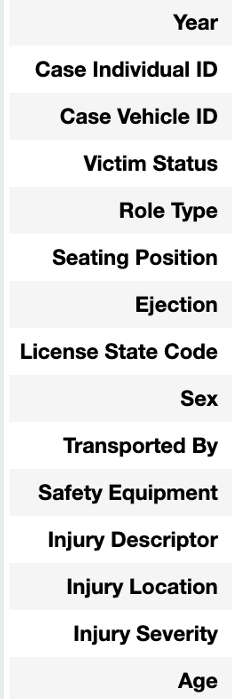 Year
Case Individual ID
Case Vehicle ID
Victim Status
Role Type
Seating Position
Ejection
License State Code
Sex
Transported By
Safety Equipment
Injury Descriptor
Injury Location
Injury Severity
Age